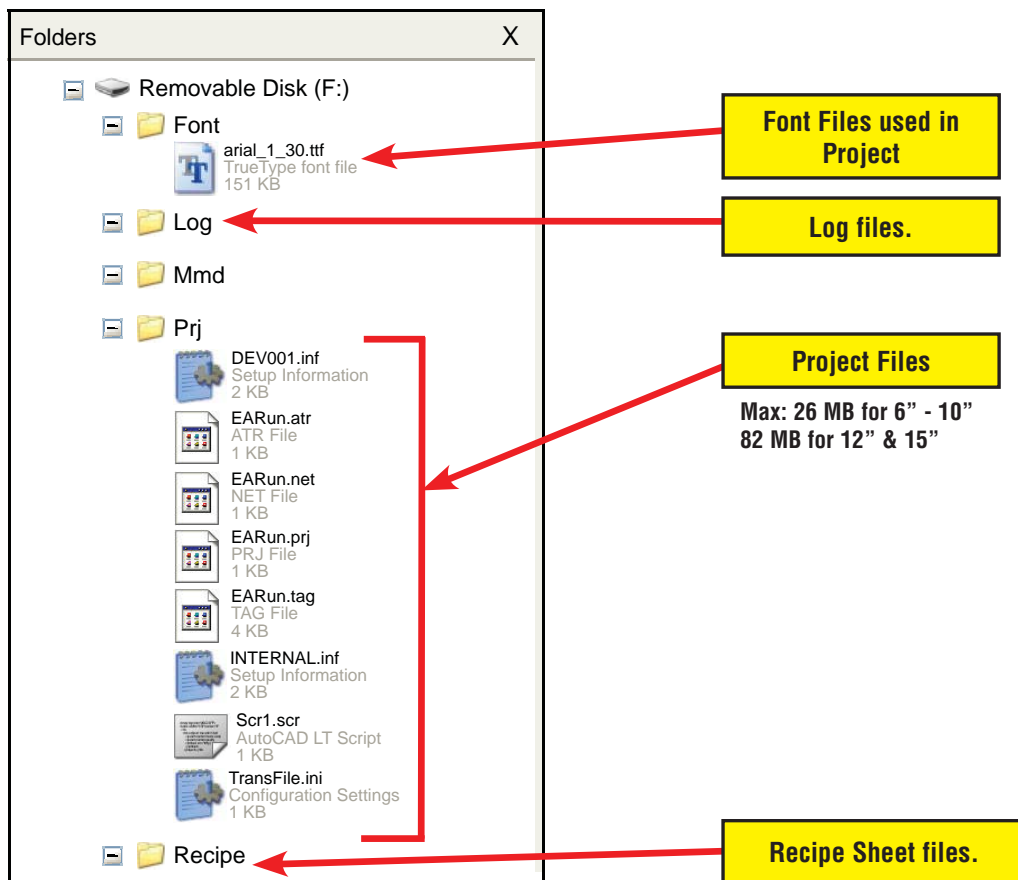 Folders X
Removable Disk (F:)
Font
arial_1_30.ttf
TrueType font file
151 KB
Font Files used in
Project
Log
Log files.
Mmd
Prj
DEV001.inf
Setup Information
2 KB
Project Files
Max: 26 MB for 6” - 10”
82 MB for 12” & 15”
EARun.atr
ATR File
1 KB
EARun.net
NET File
1 KB
EARun.prj
PRJ File
1 KB
EARun.tag
TAG File
4 KB
INTERNAL.inf
Setup Information
2 KB
Scr1.scr
AutoCAD LT Script
1 KB
TransFile.ini
Configuration Settings
1 KB
Recipe
Recipe Sheet files.